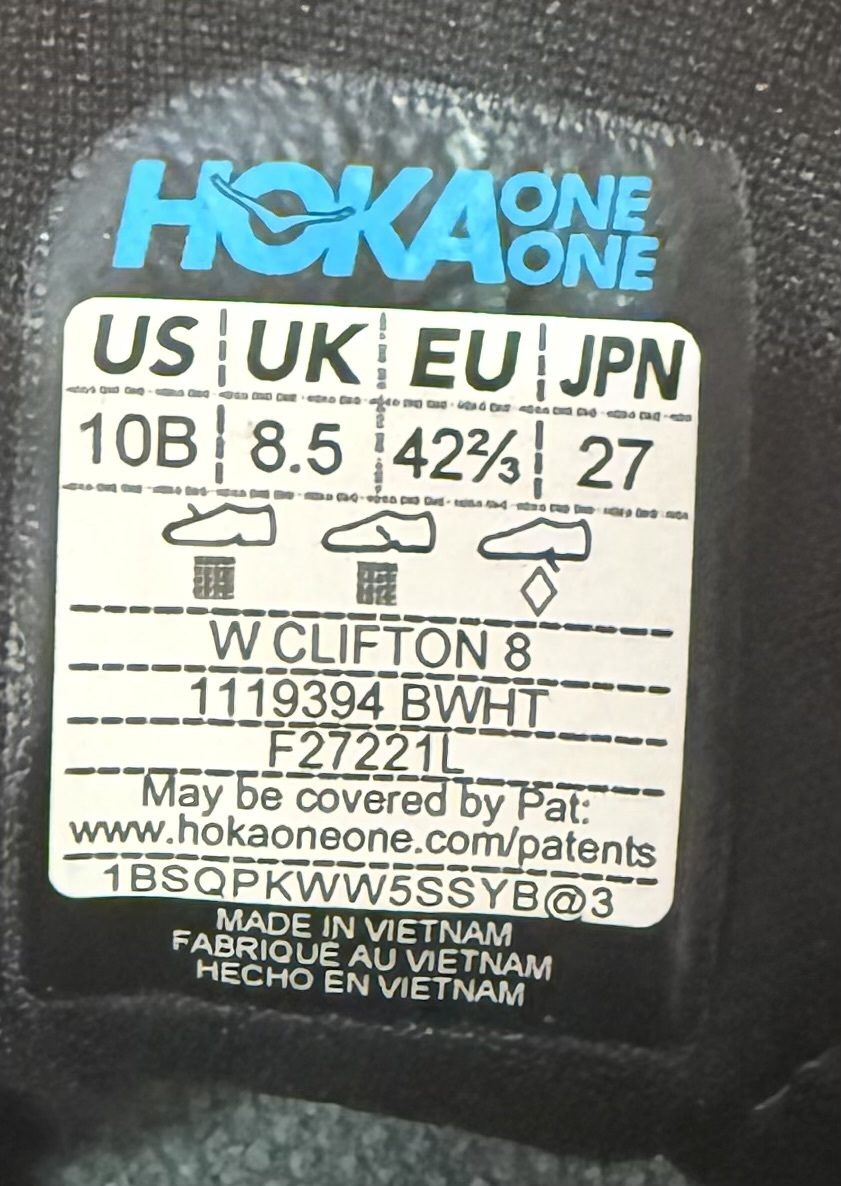 HOKA ONE ONE
US UK EU JPN
10B 8.5 42⅔ 27
W CLIFTON 8
1119394 BWHT
F27221L
May be covered by Pat:
www.hokaoneone.com/patents
1BSQPKWW5SSYB@3
MADE IN VIETNAM
FABRIQUÉ AU VIETNAM
HECHO EN VIETNAM